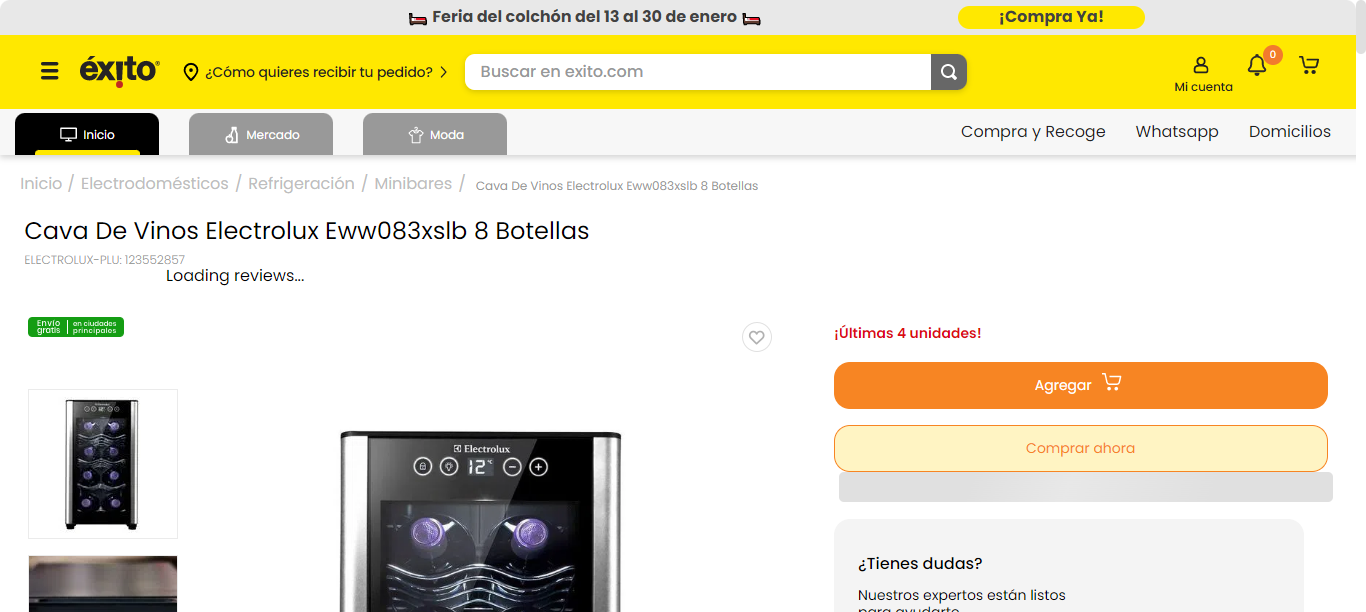 Feria del colchón del 13 al 30 de enero
¡Compra Ya!
éxito
¿Cómo quieres recibir tu pedido?
Buscar en exito.com
0
Mi cuenta
Inicio
Mercado
Moda
Compra y Recoge
Whatsapp
Domicilios
Inicio / Electrodomésticos / Refrigeración / Minibares / Cava De Vinos Electrolux Eww083xslb 8 Botellas
Cava De Vinos Electrolux Eww083xslb 8 Botellas
ELECTROLUX-PLU: 123552857
Loading reviews...
Envío gratis | en ciudades principales
¡Últimas 4 unidades!
Agregar
Comprar ahora
Electrolux
12°C
¿Tienes dudas?
Nuestros expertos están listos
para ayudarte